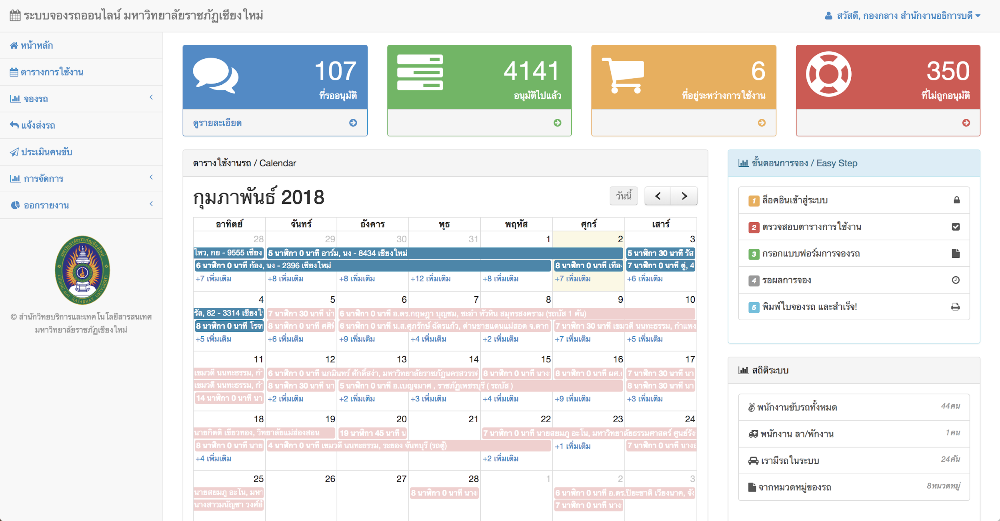 ระบบจองรถออนไลน์ มหาวิทยาลัยราชภัฏเชียงใหม่
สวัสดี, กองกลาง สำนักงานอธิการบดี
หน้าหลัก
ตารางการใช้งาน
จองรถ
แจ้งส่งรถ
ประเมินคนขับ
การจัดการ
ออกรายงาน
มหาวิทยาลัยราชภัฏเชียงใหม่
CHIANG MAI RAJABHAT UNIVERSITY
© สำนักวิทยบริการและเทคโนโลยีสารสนเทศ
มหาวิทยาลัยราชภัฏเชียงใหม่
107
ที่รออนุมัติ
ดูรายละเอียด
4141
อนุมัติไปแล้ว
6
ที่อยู่ระหว่างการใช้งาน
350
ที่ไม่ถูกอนุมัติ
ตารางใช้งานรถ / Calendar
กุมภาพันธ์ 2018
วันนี้
อาทิตย์ จันทร์ อังคาร พุธ พฤหัส ศุกร์ เสาร์
28 29 30 31 1 2 3
ไหว, กย - 9555 เชียง 5 นาฬิกา 0 นาที อาร์ม, นง - 8434 เชียงใหม่ 5 นาฬิกา 30 นาที รัส
6 นาฬิกา 0 นาที ก้อง, นง - 2396 เชียงใหม่ 8 นาฬิกา 0 นาที เทือง 7 นาฬิกา 0 นาที ตู่, 4
+7 เพิ่มเติม +8 เพิ่มเติม +8 เพิ่มเติม +12 เพิ่มเติม +8 เพิ่มเติม +7 เพิ่มเติม +6 เพิ่มเติม
4 5 6 7 8 9 10
รัล, 82 - 3314 เชียงใ 7 นาฬิกา 30 นาที นำ 6 นาฬิกา 0 นาที อ.ดร.กฤษฎา บุญชม, ชะอำ หัวหิน สมุทรสงคราม (รถบัส 1 คัน)
8 นาฬิกา 0 นาที โรจ 8 นาฬิกา 0 นาที ศศิ 6 นาฬิกา 0 นาที น.ส.ศุภรักษ์ ฉัตรแก้ว, ด่านชายแดนแม่สอด จ.ตาก 7 นาฬิกา 30 นาที เขมวดี นนทะธรรม, กำแพง
+5 เพิ่มเติม +6 เพิ่มเติม +9 เพิ่มเติม +4 เพิ่มเติม +2 เพิ่มเติม +7 เพิ่มเติม +5 เพิ่มเติม
11 12 13 14 15 16 17
เขมวดี นนทะธรรม, กำ 6 นาฬิกา 0 นาที นภมินทร์ ศักดิ์สง่า, มหาวิทยาลัยราชภัฏนครสวรรค 8 นาฬิกา 0 นาที นาง 8 นาฬิกา 0 นาที ผศ. 7 นาฬิกา 30 นาที นา
เขมวดี นนทะธรรม, กำ 8 นาฬิกา 30 นาที นา 5 นาฬิกา 0 นาที อ.เบญจมาศ , ราชภัฏเพชรบุรี ( รถบัส ) 8 นาฬิกา 30 นาที นา
14 นาฬิกา 0 นาที นา +2 เพิ่มเติม +2 เพิ่มเติม +3 เพิ่มเติม +4 เพิ่มเติม +9 เพิ่มเติม +3 เพิ่มเติม
18 19 20 21 22 23 24
นายกิตติ เขียวทอง, วิทยาลัยแม่ฮ่องสอน 19 นาฬิกา 45 นาที น 7 นาฬิกา 0 นาที นายสยมภู อะโน, มหาวิทยาลัยธรรมศาสตร์ ศูนย์รัง
8 นาฬิกา 0 นาที นาย 4 นาฬิกา 0 นาที เขมวดี นนทะธรรม, ระยอง จันทบุรี (รถตู้) +1 เพิ่มเติม 7 นาฬิกา 0 นาที นาง
+4 เพิ่มเติม +2 เพิ่มเติม
25 26 27 28 1 2 3
นายสยมภู อะโน, มหา 8 นาฬิกา 0 นาที นาง 6 นาฬิกา 0 นาที อ.ดร.ปิยะชาติ เวียงนาค, จัง
นางสาวมนัญชา วงศ์อ้ 7 นาฬิกา 0 นาที นาง
ขั้นตอนการจอง / Easy Step
1 ล็อคอินเข้าสู่ระบบ
2 ตรวจสอบตารางการใช้งาน
3 กรอกแบบฟอร์มการจองรถ
4 รอผลการจอง
5 พิมพ์ใบจองรถ และสำเร็จ!
สถิติระบบ
พนักงานขับรถทั้งหมด 44คน
พนักงาน ลา/พักงาน 1คน
เรามีรถในระบบ 24คัน
จากหมวดหมู่ของรถ 8หมวดหมู่